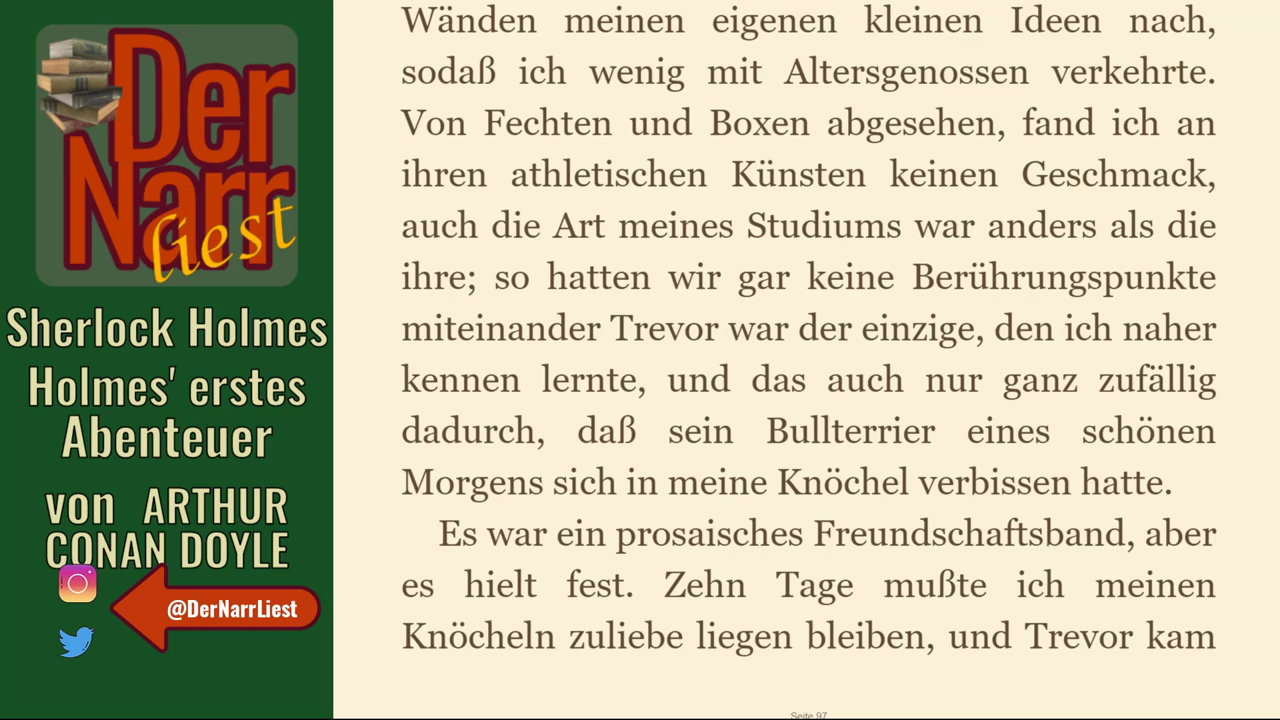 Der
Narr
liest
Sherlock Holmes
Holmes' erstes
Abenteuer
von ARTHUR
CONAN DOYLE
@DerNarrLiest
Wänden meinen eigenen kleinen Ideen nach,
sodaß ich wenig mit Altersgenossen verkehrte.
Von Fechten und Boxen abgesehen, fand ich an
ihren athletischen Künsten keinen Geschmack,
auch die Art meines Studiums war anders als die
ihre; so hatten wir gar keine Berührungspunkte
miteinander Trevor war der einzige, den ich naher
kennen lernte, und das auch nur ganz zufällig
dadurch, daß sein Bullterrier eines schönen
Morgens sich in meine Knöchel verbissen hatte.
Es war ein prosaisches Freundschaftsband, aber
es hielt fest. Zehn Tage mußte ich meinen
Knöcheln zuliebe liegen bleiben, und Trevor kam
Seite 97